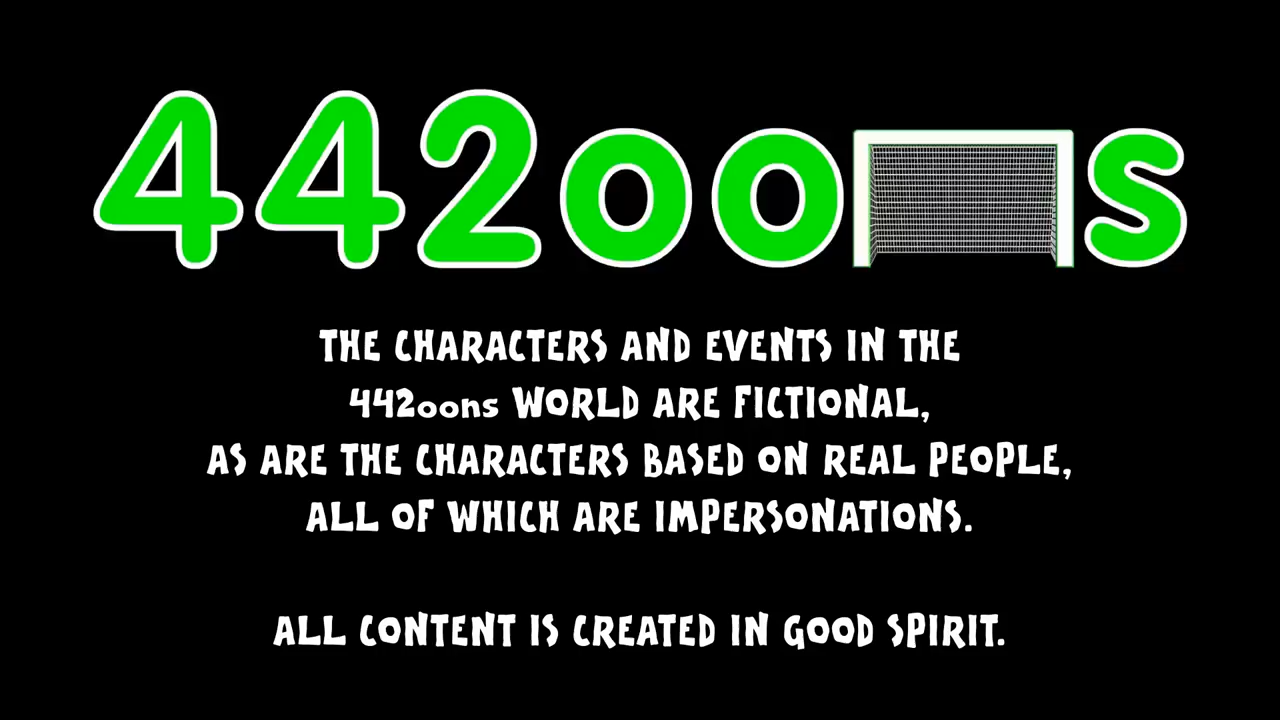 442oons
THE CHARACTERS AND EVENTS IN THE
442oons WORLD ARE FICTIONAL,
AS ARE THE CHARACTERS BASED ON REAL PEOPLE,
ALL OF WHICH ARE IMPERSONATIONS.
ALL CONTENT IS CREATED IN GOOD SPIRIT.